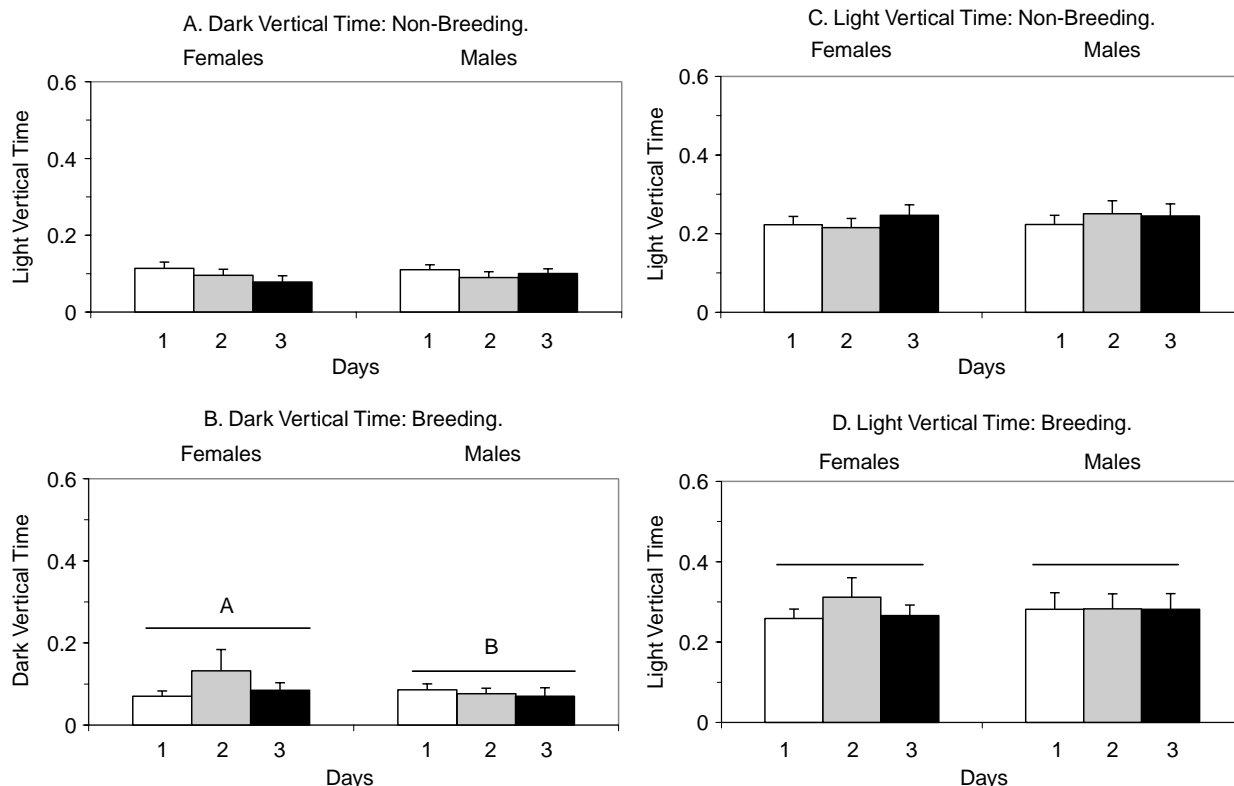 A. Dark Vertical Time: Non-Breeding.
Females Males
0.6
0.4
0.2
0
Light Vertical Time
1 2 3 1 2 3
Days
C. Light Vertical Time: Non-Breeding.
Females Males
0.6
0.4
0.2
0
Light Vertical Time
1 2 3 1 2 3
Days
B. Dark Vertical Time: Breeding.
Females Males
0.6
0.4
0.2
0
Dark Vertical Time
A
B
1 2 3 1 2 3
Days
D. Light Vertical Time: Breeding.
Females Males
0.6
0.4
0.2
0
Light Vertical Time
1 2 3 1 2 3
Days